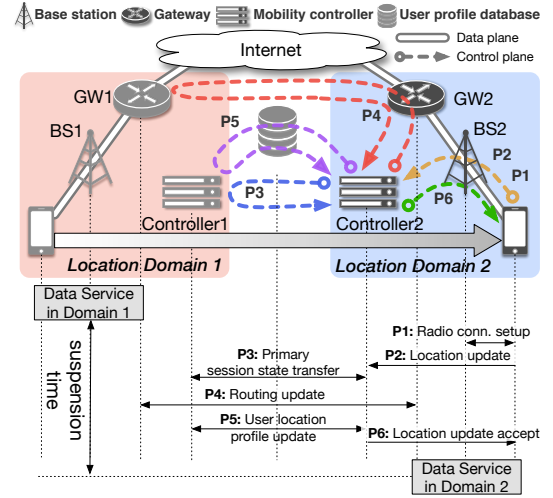 Base station
Gateway
Mobility controller
User profile database
Data plane
Control plane
Internet
GW1
GW2
BS1
BS2
P5
P4
P2
P1
P3
P6
Controller1
Controller2
Location Domain 1
Location Domain 2
Data Service
in Domain 1
suspension
time
P1: Radio conn. setup
P2: Location update
P3: Primary
session state transfer
P4: Routing update
P5: User location
profile update
P6: Location update accept
Data Service
in Domain 2